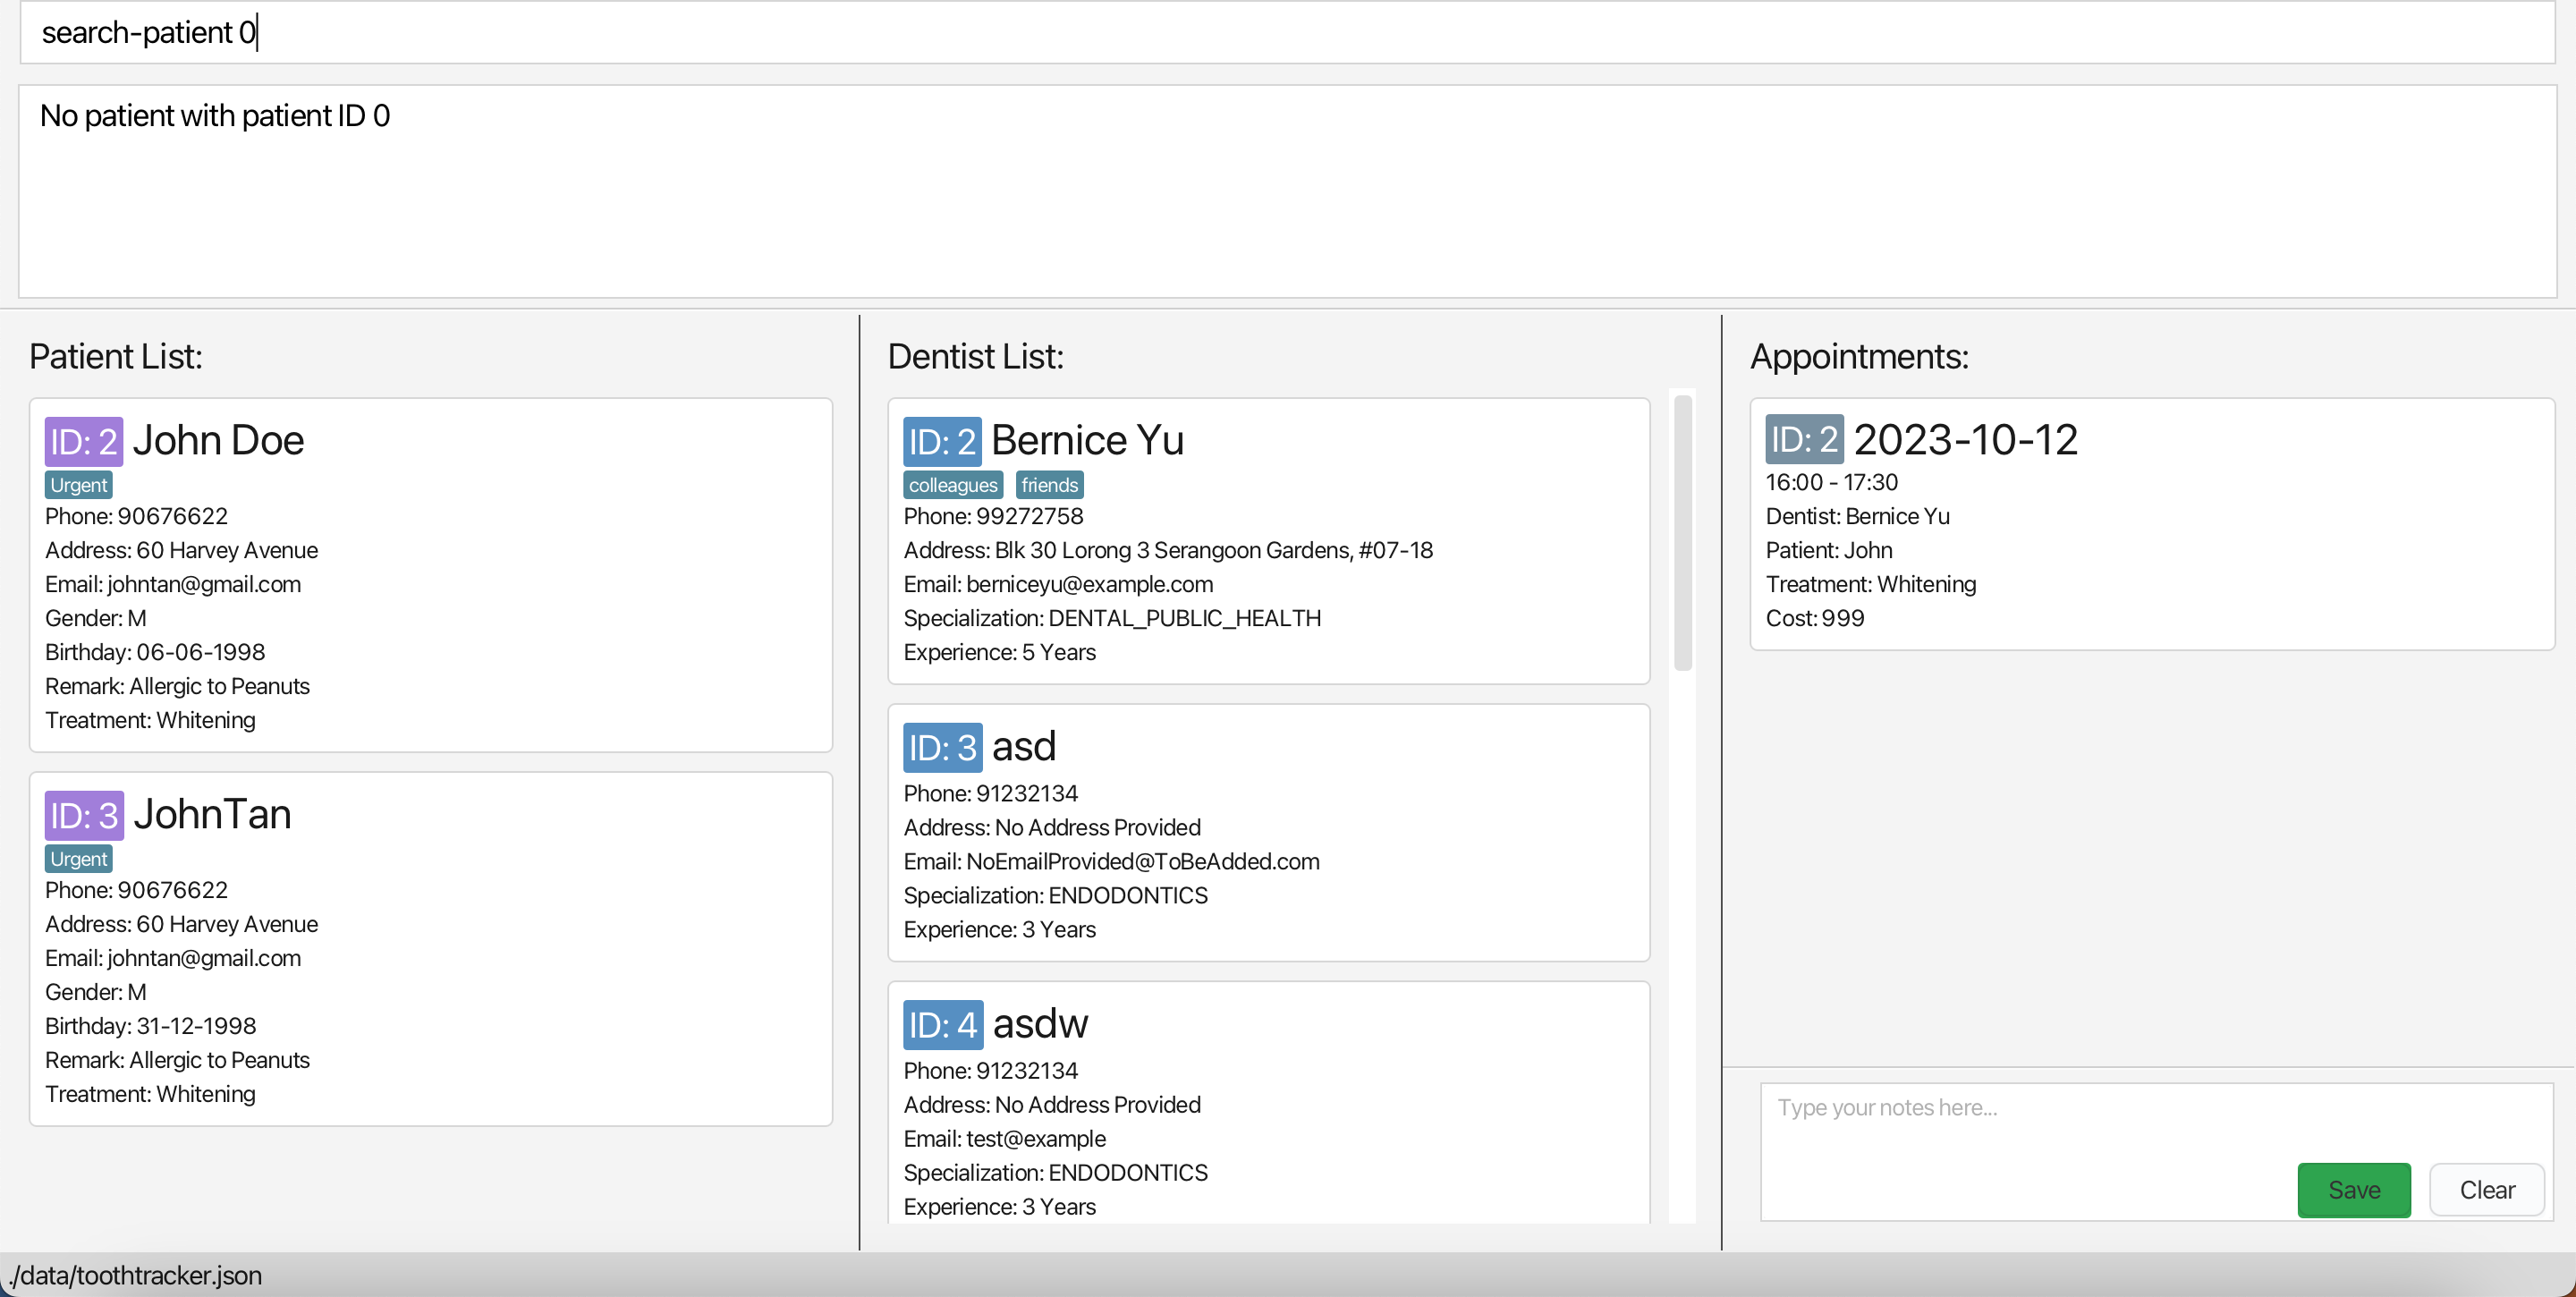 search-patient 0
No patient with patient ID 0
Patient List:
ID: 2 John Doe
Urgent
Phone: 90676622
Address: 60 Harvey Avenue
Email: johntan@gmail.com
Gender: M
Birthday: 06-06-1998
Remark: Allergic to Peanuts
Treatment: Whitening
ID: 3 JohnTan
Urgent
Phone: 90676622
Address: 60 Harvey Avenue
Email: johntan@gmail.com
Gender: M
Birthday: 31-12-1998
Remark: Allergic to Peanuts
Treatment: Whitening
Dentist List:
ID: 2 Bernice Yu
colleagues friends
Phone: 99272758
Address: Blk 30 Lorong 3 Serangoon Gardens, #07-18
Email: berniceyu@example.com
Specialization: DENTAL_PUBLIC_HEALTH
Experience: 5 Years
ID: 3 asd
Phone: 91232134
Address: No Address Provided
Email: NoEmailProvided@ToBeAdded.com
Specialization: ENDODONTICS
Experience: 3 Years
ID: 4 asdw
Phone: 91232134
Address: No Address Provided
Email: test@example
Specialization: ENDODONTICS
Experience: 3 Years
Appointments:
ID: 2 2023-10-12
16:00 - 17:30
Dentist: Bernice Yu
Patient: John
Treatment: Whitening
Cost: 999
Type your notes here...
Save Clear
./data/toothtracker.json